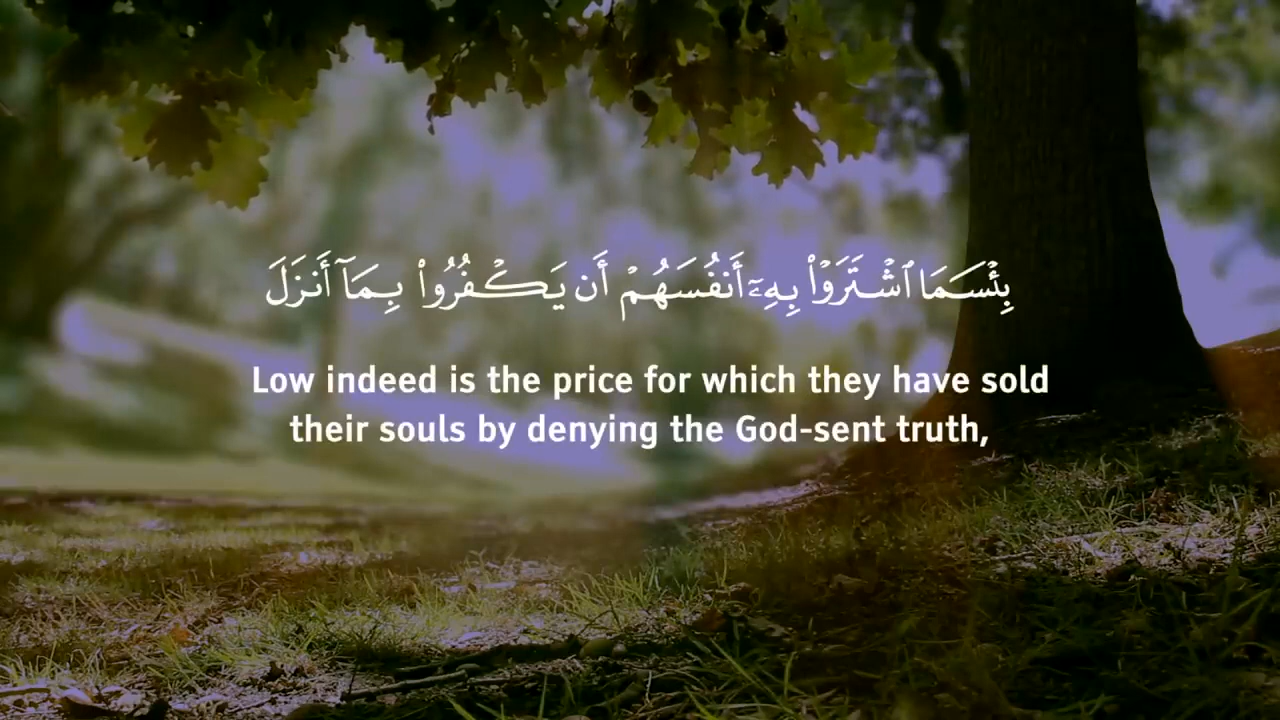 بِئْسَمَا ٱشْتَرَوْا۟ بِهِۦٓ أَنفُسَهُمْ أَن يَكْفُرُوا۟ بِمَآ أَنزَلَ
Low indeed is the price for which they have sold
their souls by denying the God-sent truth,